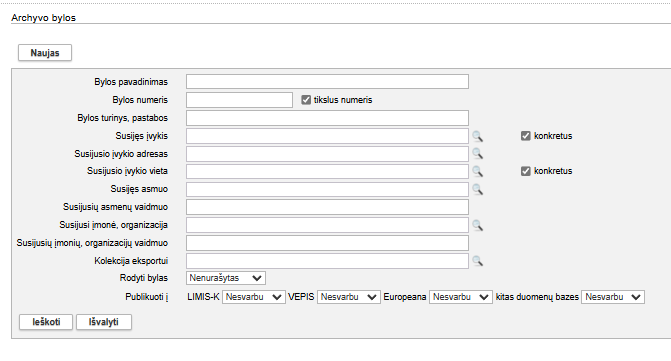 Archyvo bylos
Naujas
Bylos pavadinimas
Bylos numeris tikslus numeris
Bylos turinys, pastabos
Susijęs įvykis konkretus
Susijusio įvykio adresas
Susijusio įvykio vieta konkretus
Susijęs asmuo
Susijusių asmenų vaidmuo
Susijusi įmonė, organizacija
Susijusių įmonių, organizacijų vaidmuo
Kolekcija eksportui
Rodyti bylas Nenurašytas
Publikuoti į LIMIS-K Nesvarbu VEPIS Nesvarbu Europeana Nesvarbu kitas duomenų bazes Nesvarbu
Ieškoti Išvalyti